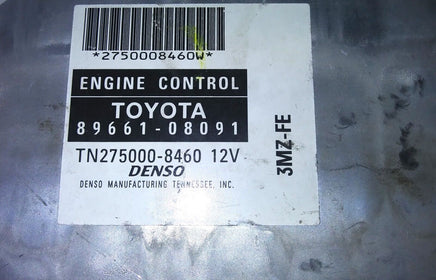 *2750008460W*
ENGINE CONTROL
TOYOTA
89661-08091
TN275000-8460 12V
DENSO
DENSO MANUFACTURING TENNESSEE, INC.
3MZ-FE